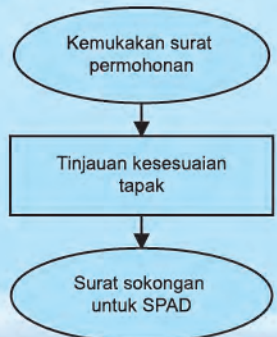 Kemukakan surat
permohonan
Tinjauan kesesuaian
tapak
Surat sokongan
untuk SPAD